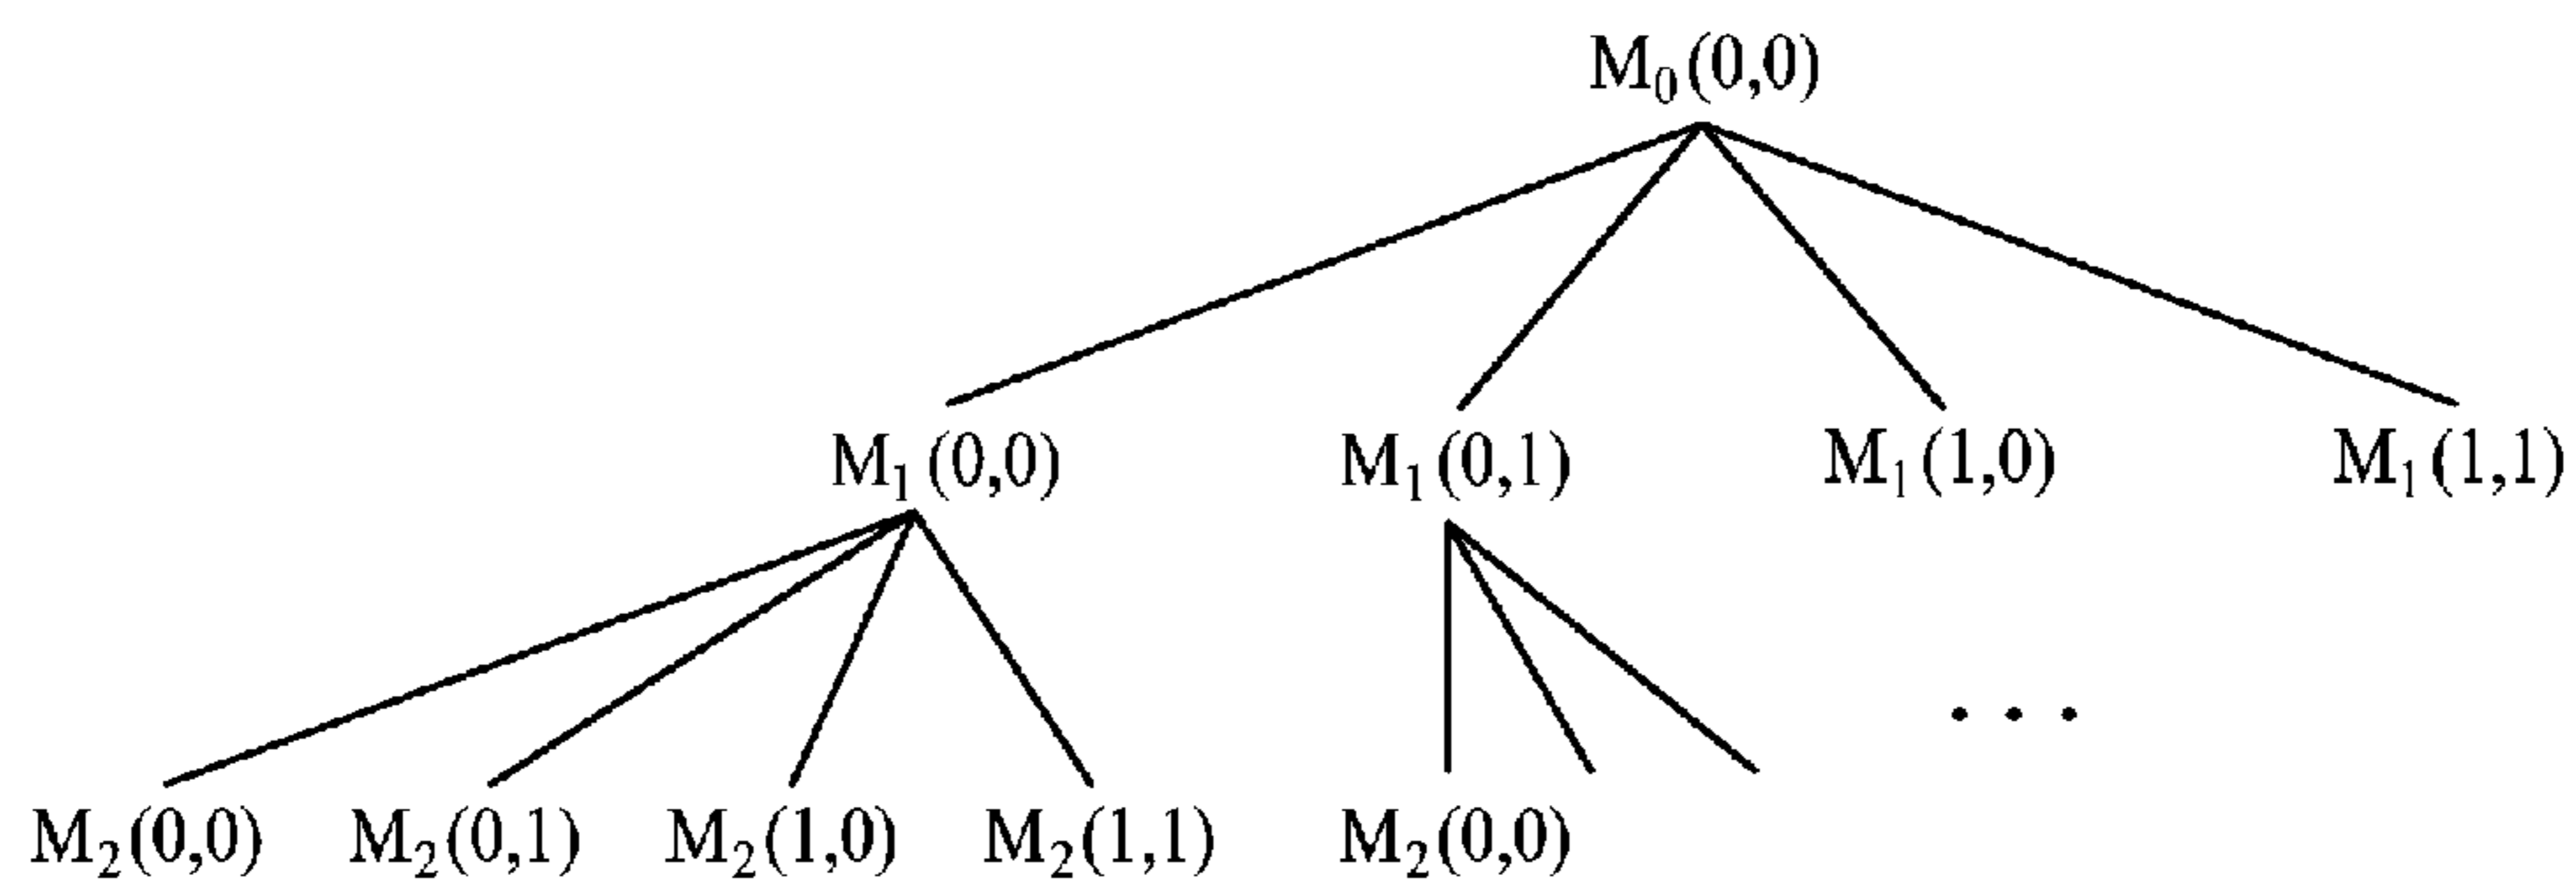 M₀(0,0)
M₁(0,0) M₁(0,1) M₁(1,0) M₁(1,1)
. . .
M₂(0,0) M₂(0,1) M₂(1,0) M₂(1,1) M₂(0,0)